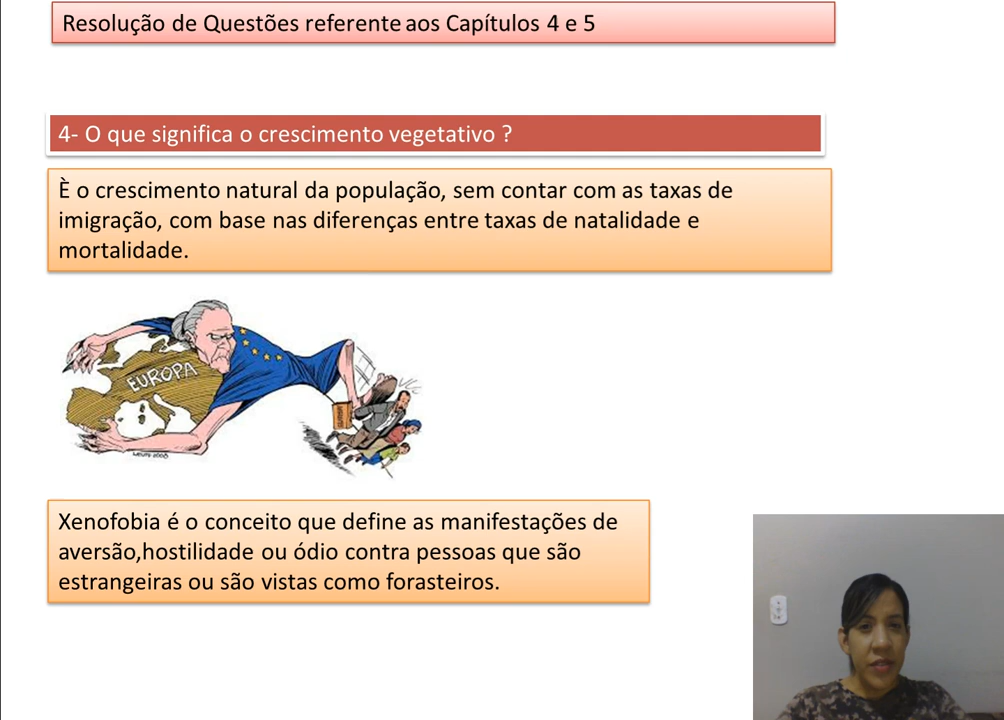 Resolução de Questões referente aos Capítulos 4 e 5
4- O que significa o crescimento vegetativo ?
È o crescimento natural da população, sem contar com as taxas de
imigração, com base nas diferenças entre taxas de natalidade e
mortalidade.
EUROPA
Xenofobia é o conceito que define as manifestações de
aversão,hostilidade ou ódio contra pessoas que são
estrangeiras ou são vistas como forasteiros.